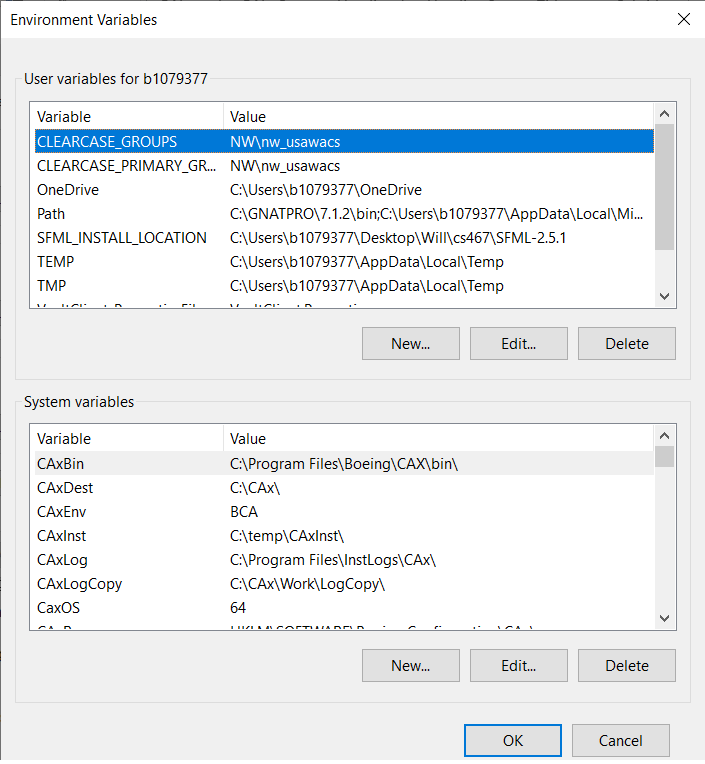 Environment Variables
User variables for b1079377
Variable Value
CLEARCASE_GROUPS NW\nw_usawacs
CLEARCASE_PRIMARY_GR... NW\nw_usawacs
OneDrive C:\Users\b1079377\OneDrive
Path C:\GNATPRO\7.1.2\bin;C:\Users\b1079377\AppData\Local\Mi...
SFML_INSTALL_LOCATION C:\Users\b1079377\Desktop\Will\cs467\SFML-2.5.1
TEMP C:\Users\b1079377\AppData\Local\Temp
TMP C:\Users\b1079377\AppData\Local\Temp
New... Edit... Delete
System variables
Variable Value
CAxBin C:\Program Files\Boeing\CAX\bin\
CAxDest C:\CAx\
CAxEnv BCA
CAxInst C:\temp\CAxInst\
CAxLog C:\Program Files\InstLogs\CAx\
CAxLogCopy C:\CAx\Work\LogCopy\
CaxOS 64
New... Edit... Delete
OK Cancel